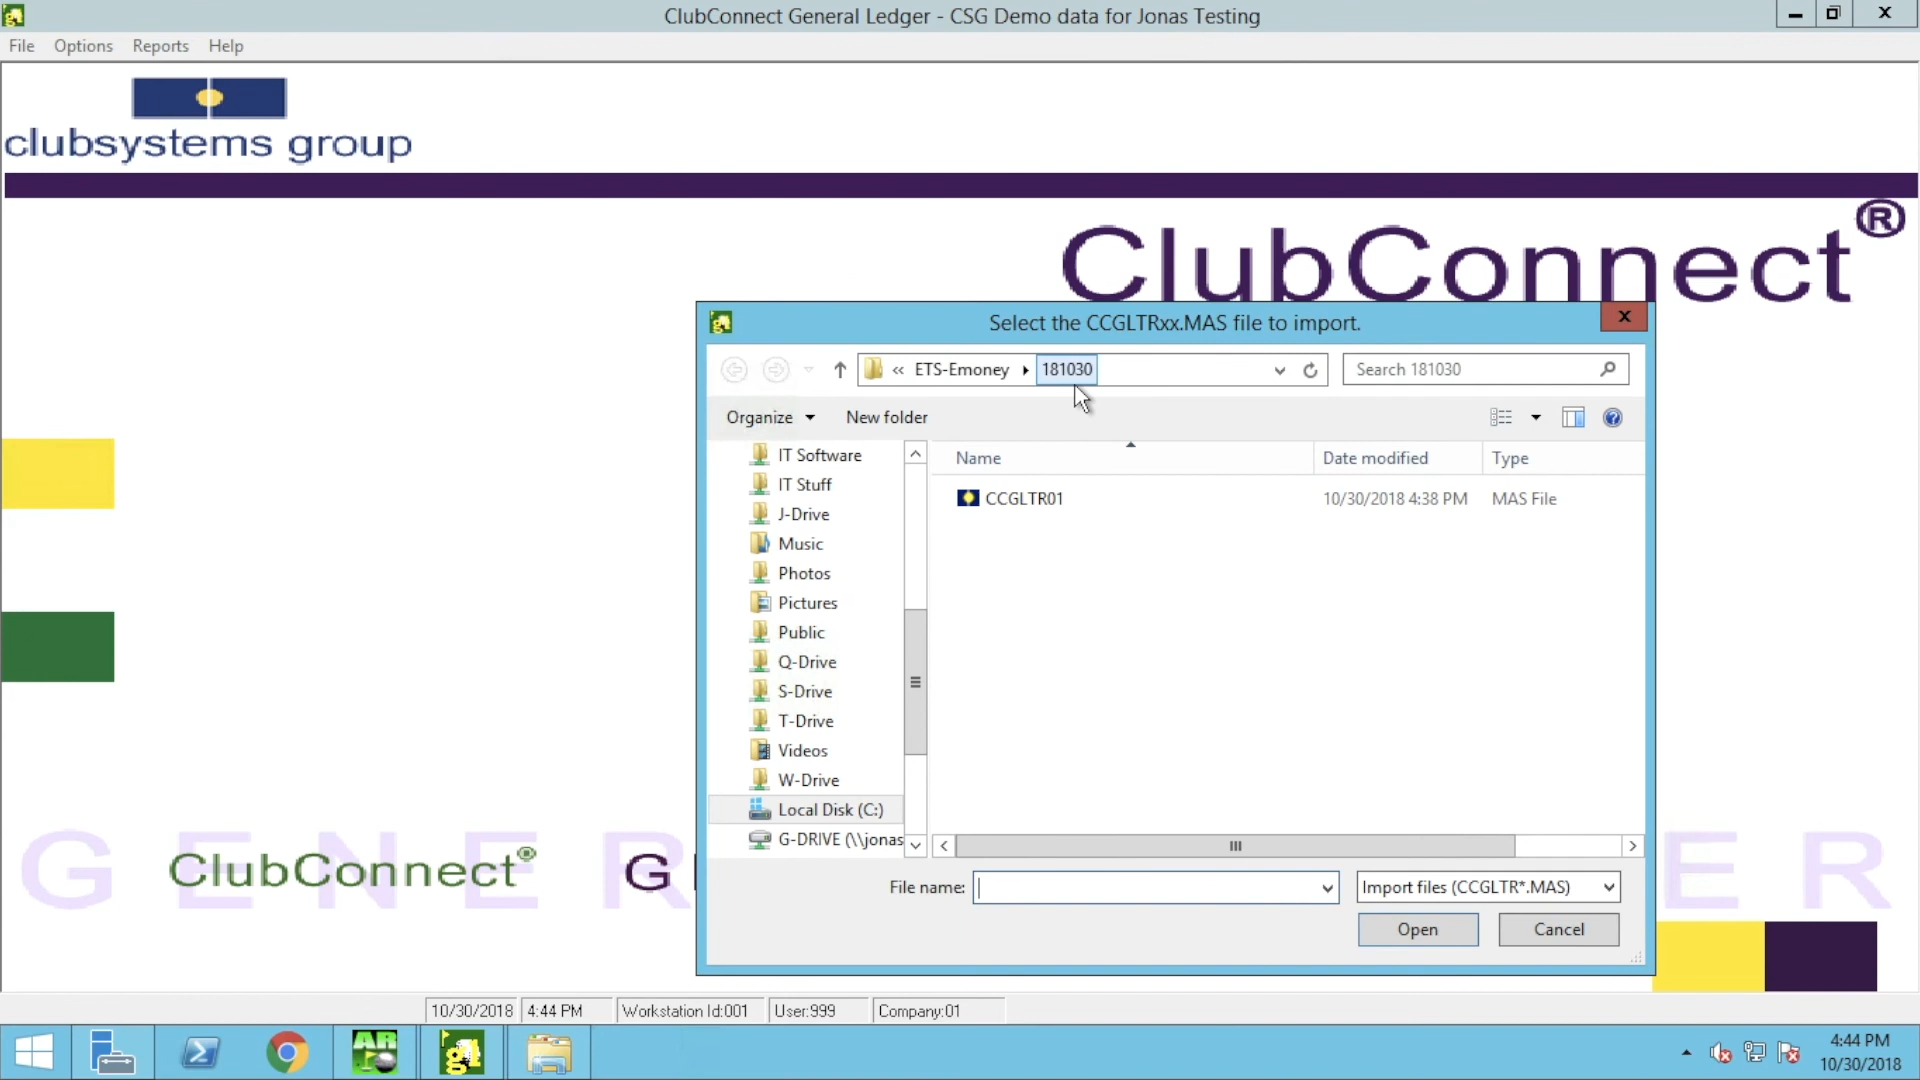 ClubConnect General Ledger - CSG Demo data for Jonas Testing
File Options Reports Help
clubsystems group
ClubConnect®
Select the CCGLTRxx.MAS file to import.
« ETS-Emoney 181030
Search 181030
Organize New folder
Name Date modified Type
CCGLTR01 10/30/2018 4:38 PM MAS File
IT Software
IT Stuff
J-Drive
Music
Photos
Pictures
Public
Q-Drive
S-Drive
T-Drive
Videos
W-Drive
Local Disk (C:)
G-DRIVE (\\jonas
GENER ER
ClubConnect® G
File name: Import files (CCGLTR*.MAS)
Open Cancel
10/30/2018 4:44 PM Workstation Id:001 User:999 Company:01
AR
4:44 PM
10/30/2018